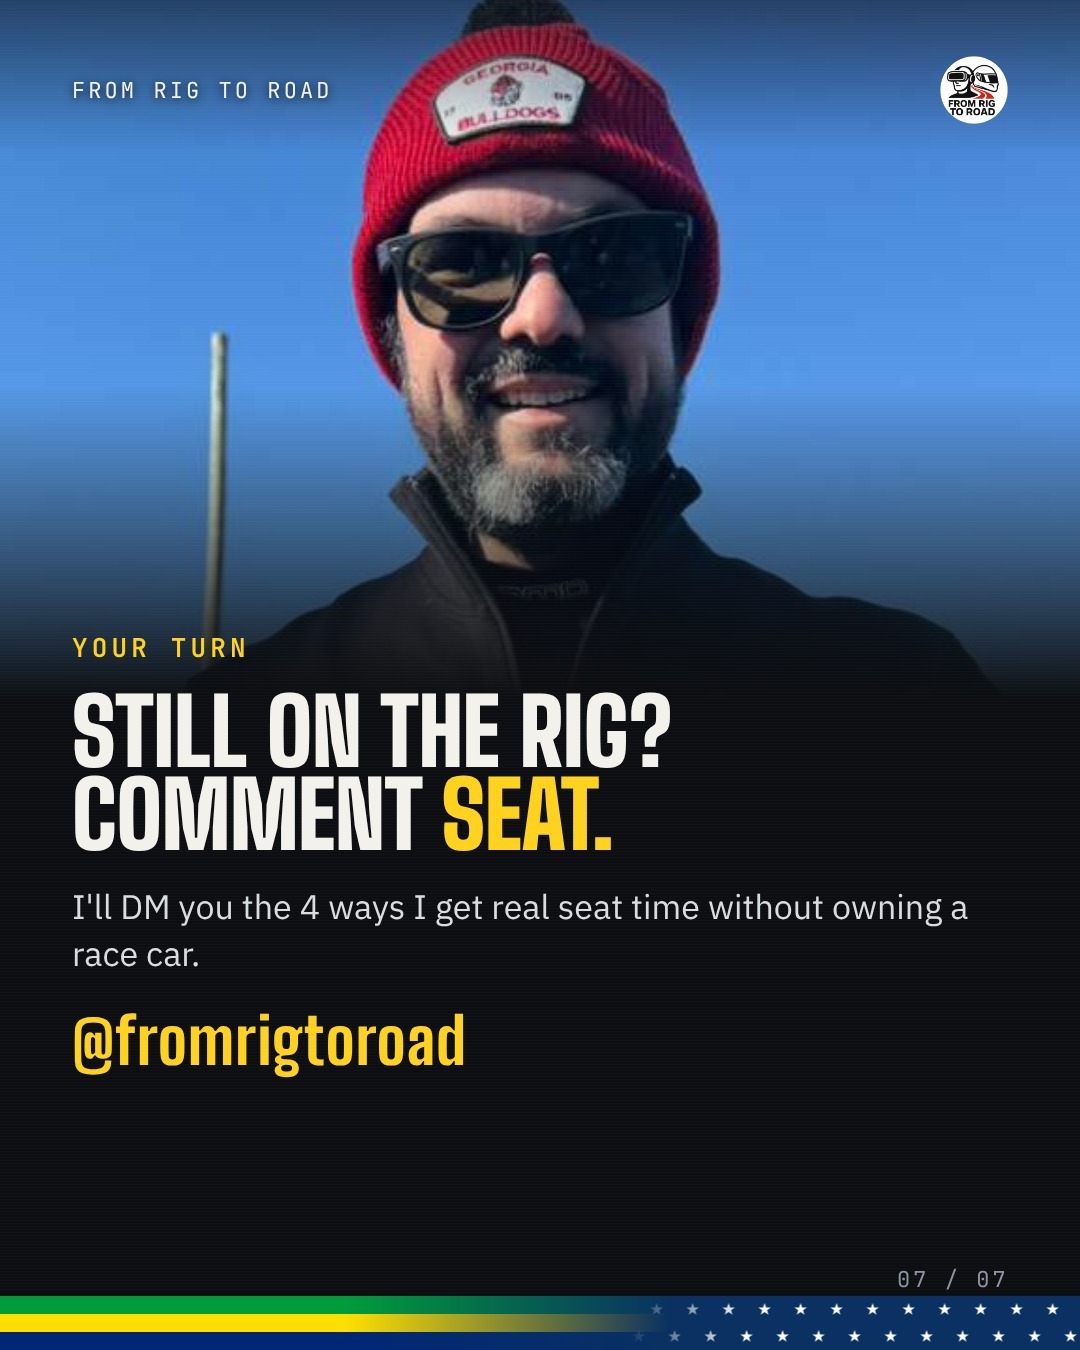 FROM RIG TO ROAD
FROM RIG
TO ROAD
GEORGIA
BULLDOGS
YOUR TURN
STILL ON THE RIG?
COMMENT SEAT.
I'll DM you the 4 ways I get real seat time without owning a
race car.
@fromrigtoroad
07 / 07